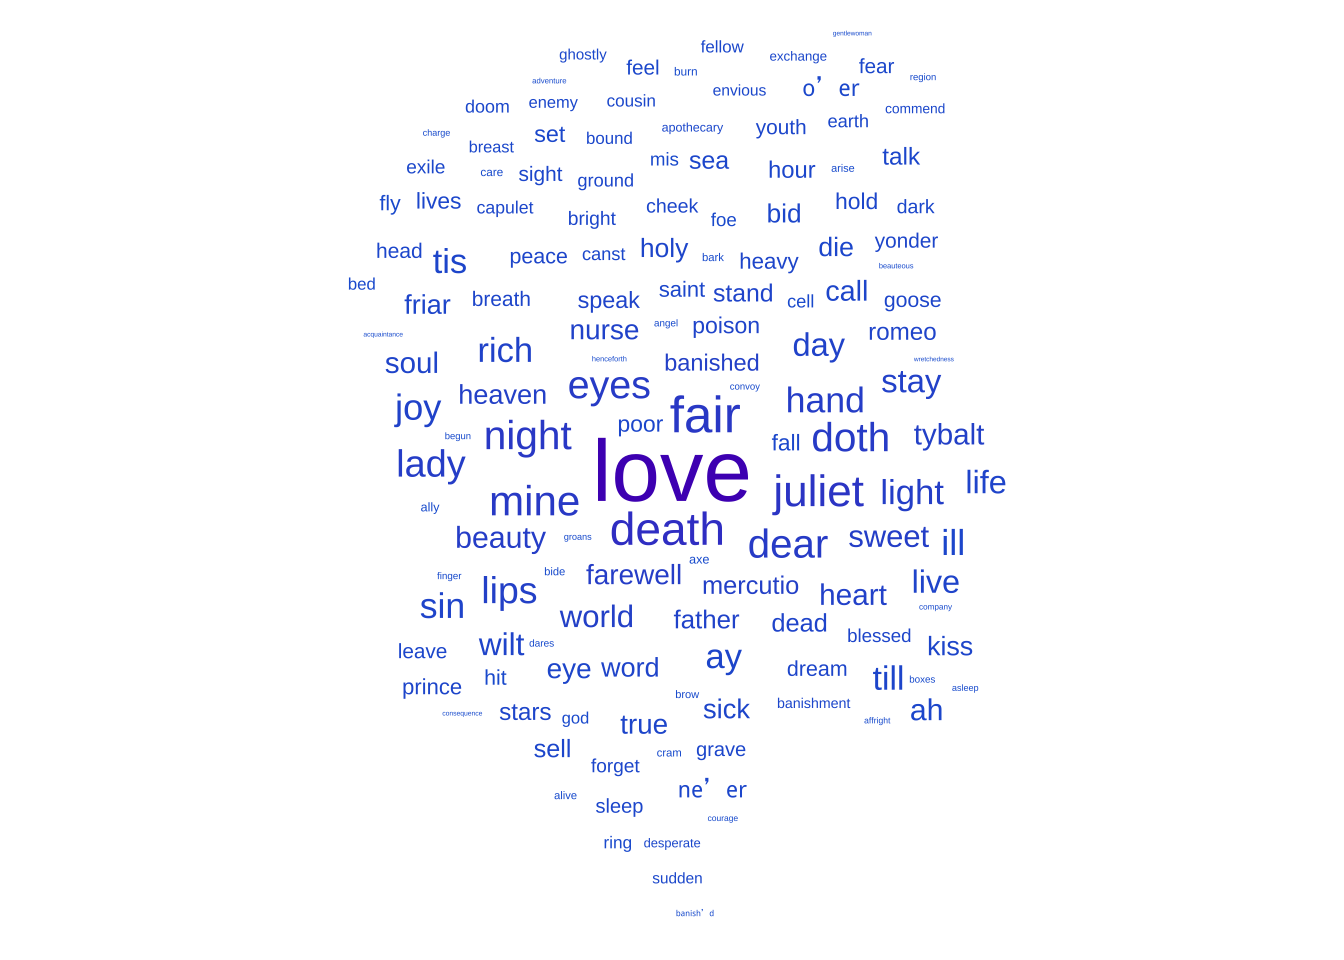 gentlewoman
fellow
ghostly feel burn exchange fear region
adventure envious o’er
doom enemy cousin commend
charge set bound apothecary youth earth
breast mis sea talk
exile care sight ground hour arise
fly lives capulet cheek bid hold dark
bright foe
head tis peace canst holy bark heavy die yonder
beauteous
bed friar breath speak saint stand cell call goose
acquaintance nurse angel poison day romeo
soul rich henceforth banished wretchedness
joy heaven eyes convoy hand stay
begun night poor fair fall doth tybalt
lady love juliet light life
ally mine
beauty groans death dear sweet ill
axe
finger lips bide farewell mercutio heart live
sin world father dead company
leave wilt dares blessed kiss
prince hit eye word ay dream till boxes asleep
consequence stars god true brow sick banishment affright ah
sell forget cram grave
alive sleep ne’er
courage
ring desperate
sudden
banish’d